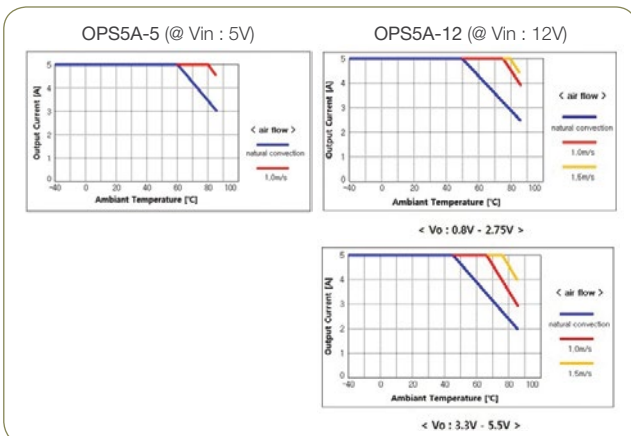 OPS5A-5 (@ Vin : 5V)
5
4
3
2
1
0
-40 0 20 40 60 80 100
Output Current [A]
Ambiant Temperature [℃]
< air flow >
natural convection
1.0m/s
OPS5A-12 (@ Vin : 12V)
5
4
3
2
1
0
-40 0 20 40 60 80 100
Output Current [A]
Ambiant Temperature [℃]
< air flow >
natural convection
1.0m/s
1.5m/s
< Vo : 0.8V - 2.75V >
5
4
3
2
1
0
-40 0 20 40 60 80 100
Output Current [A]
Ambiant Temperature [℃]
< air flow >
natural convection
1.0m/s
1.5m/s
< Vo : 3.3V - 5.5V >